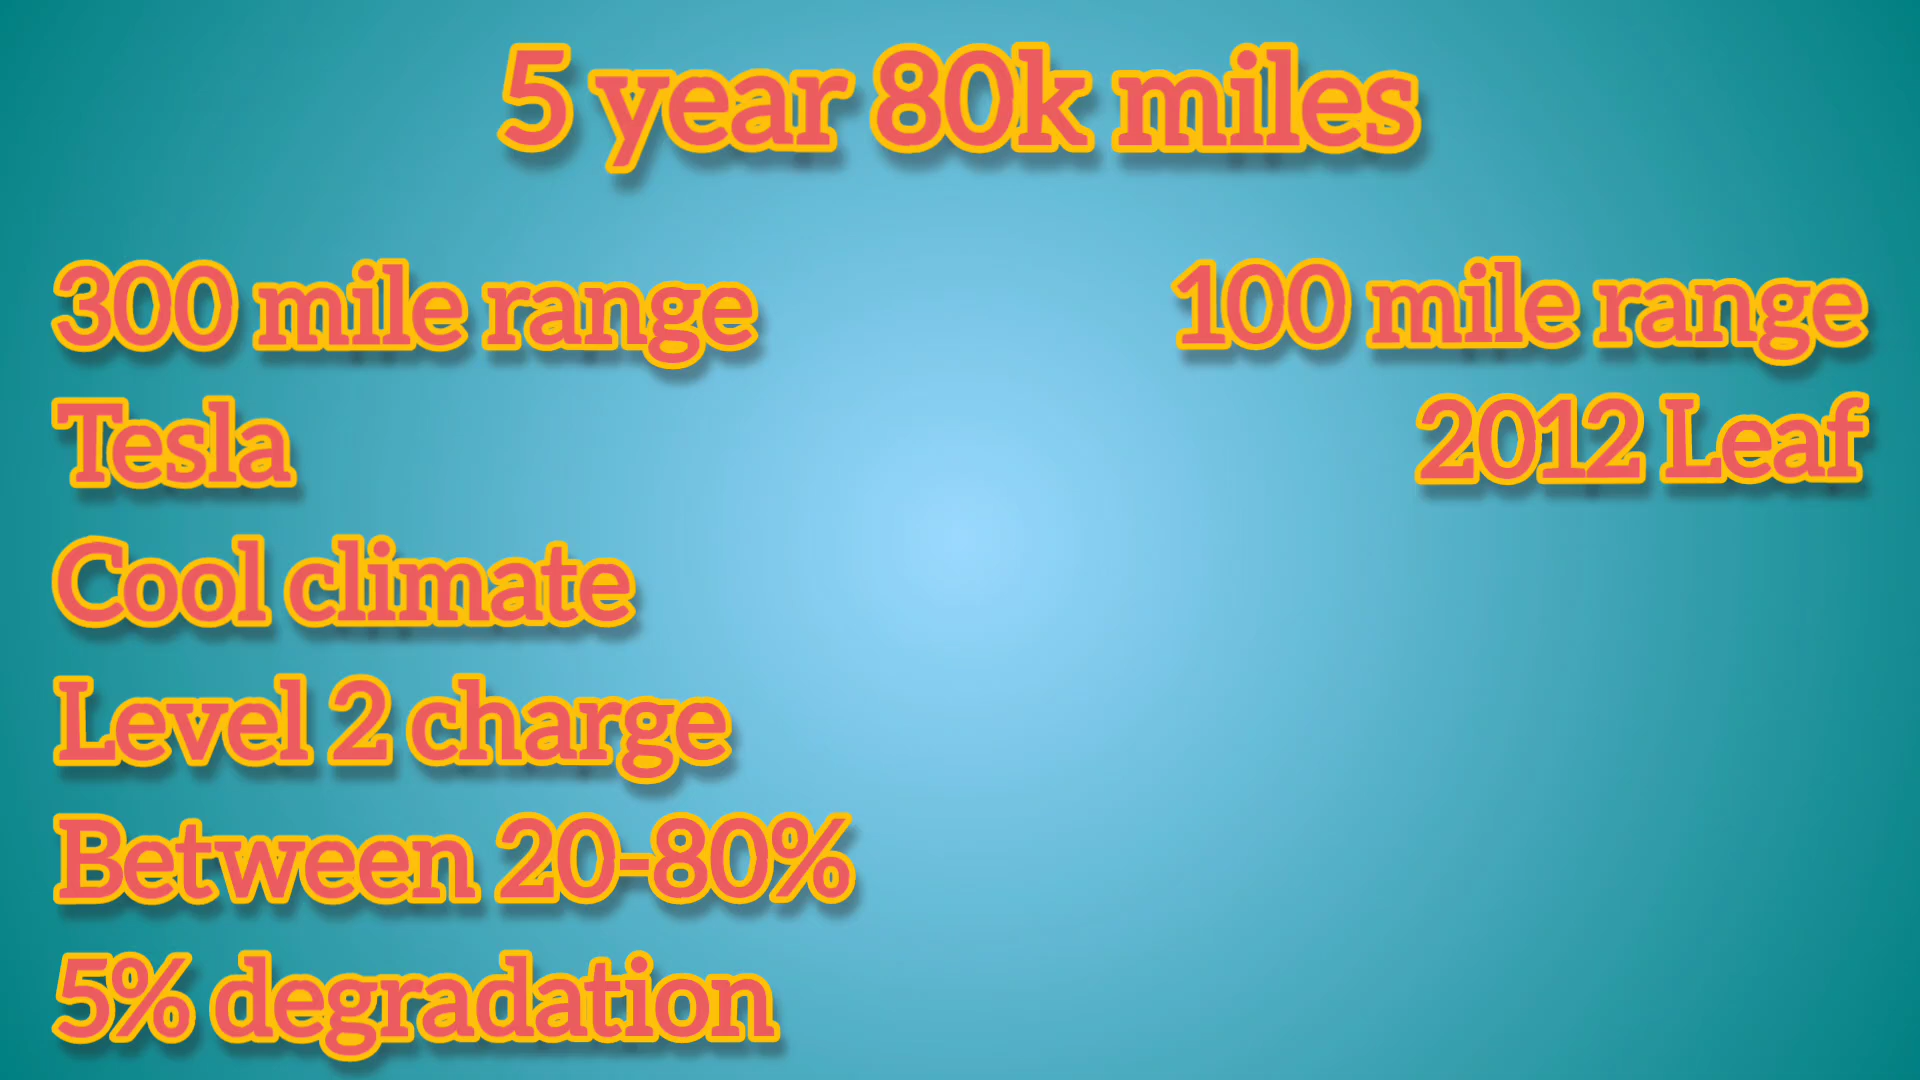 5 year 80k miles
300 mile range
Tesla
Cool climate
Level 2 charge
Between 20-80%
5% degradation
100 mile range
2012 Leaf